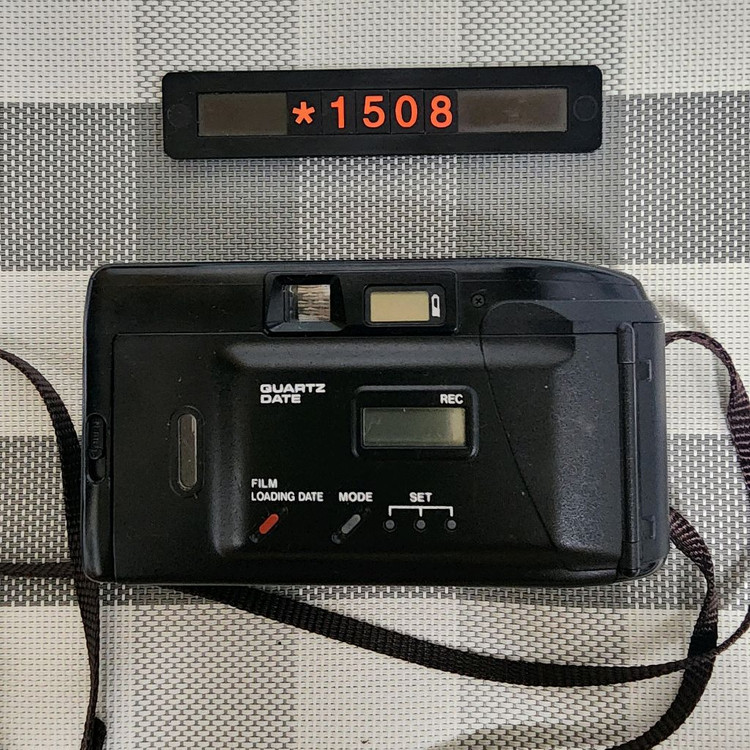 *1508
QUARTZ
DATE
REC
FILM
LOADING DATE
MODE
SET